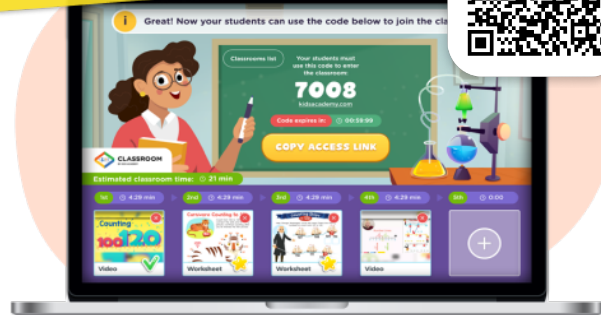 Great! Now your students can use the code below to join the cla
Classrooms list
Your students must
use this code to enter
the classroom
7008
kidsacademy.com
Code expires in:
00:59:99
COPY ACCESS LINK
CLASSROOM
Estimated classroom time: 21 min
1st 4:29 min
2nd 4:29 min
3rd 4:29 min
4th 4:29 min
5th 0:00
Counting
100 120
Video
Worksheet
Worksheet
Video